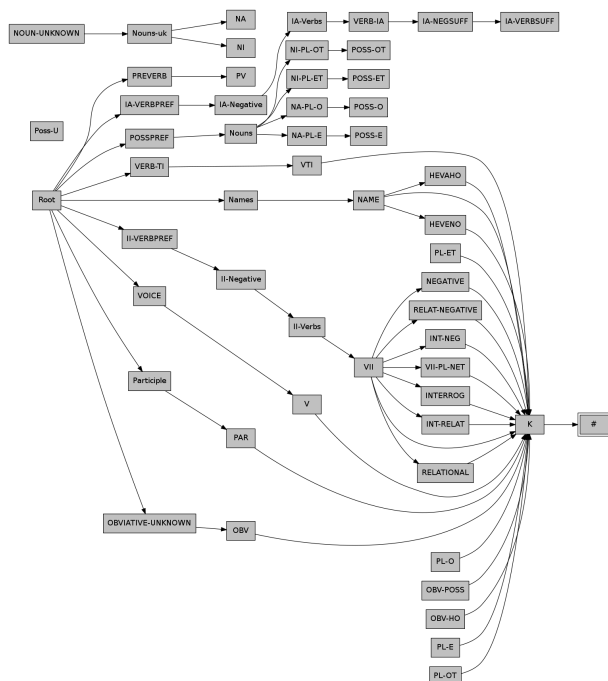 NOUN-UNKNOWN
Nouns-uk
NA
NI
IA-Verbs
VERB-IA
IA-NEGSUFF
IA-VERBSUFF
NI-PL-OT
POSS-OT
PREVERB
PV
NI-PL-ET
POSS-ET
IA-VERBPREF
IA-Negative
NA-PL-O
POSS-O
Poss-U
POSSPREF
Nouns
NA-PL-E
POSS-E
VERB-TI
VTI
HEVAHO
Root
Names
NAME
HEVENO
II-VERBPREF
PL-ET
II-Negative
NEGATIVE
VOICE
RELAT-NEGATIVE
II-Verbs
INT-NEG
VII
VII-PL-NET
Participle
INTERROG
V
INT-RELAT
K
#
PAR
RELATIONAL
OBVIATIVE-UNKNOWN
OBV
PL-O
OBV-POSS
OBV-HO
PL-E
PL-OT